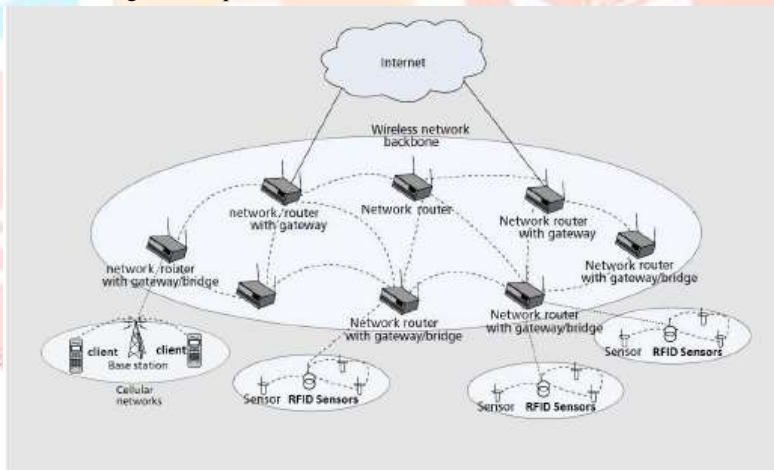 Internet
Wireless network
backbone
network router
with gateway
Network router
Network router
with gateway
network router
with gateway/bridge
Network router
with gateway/bridge
Network router
with gateway/bridge
Network router
with gateway/bridge
client
client
Base station
Cellular
networks
Sensor RFID Sensors
Sensor RFID Sensors
Sensor RFID Sensors